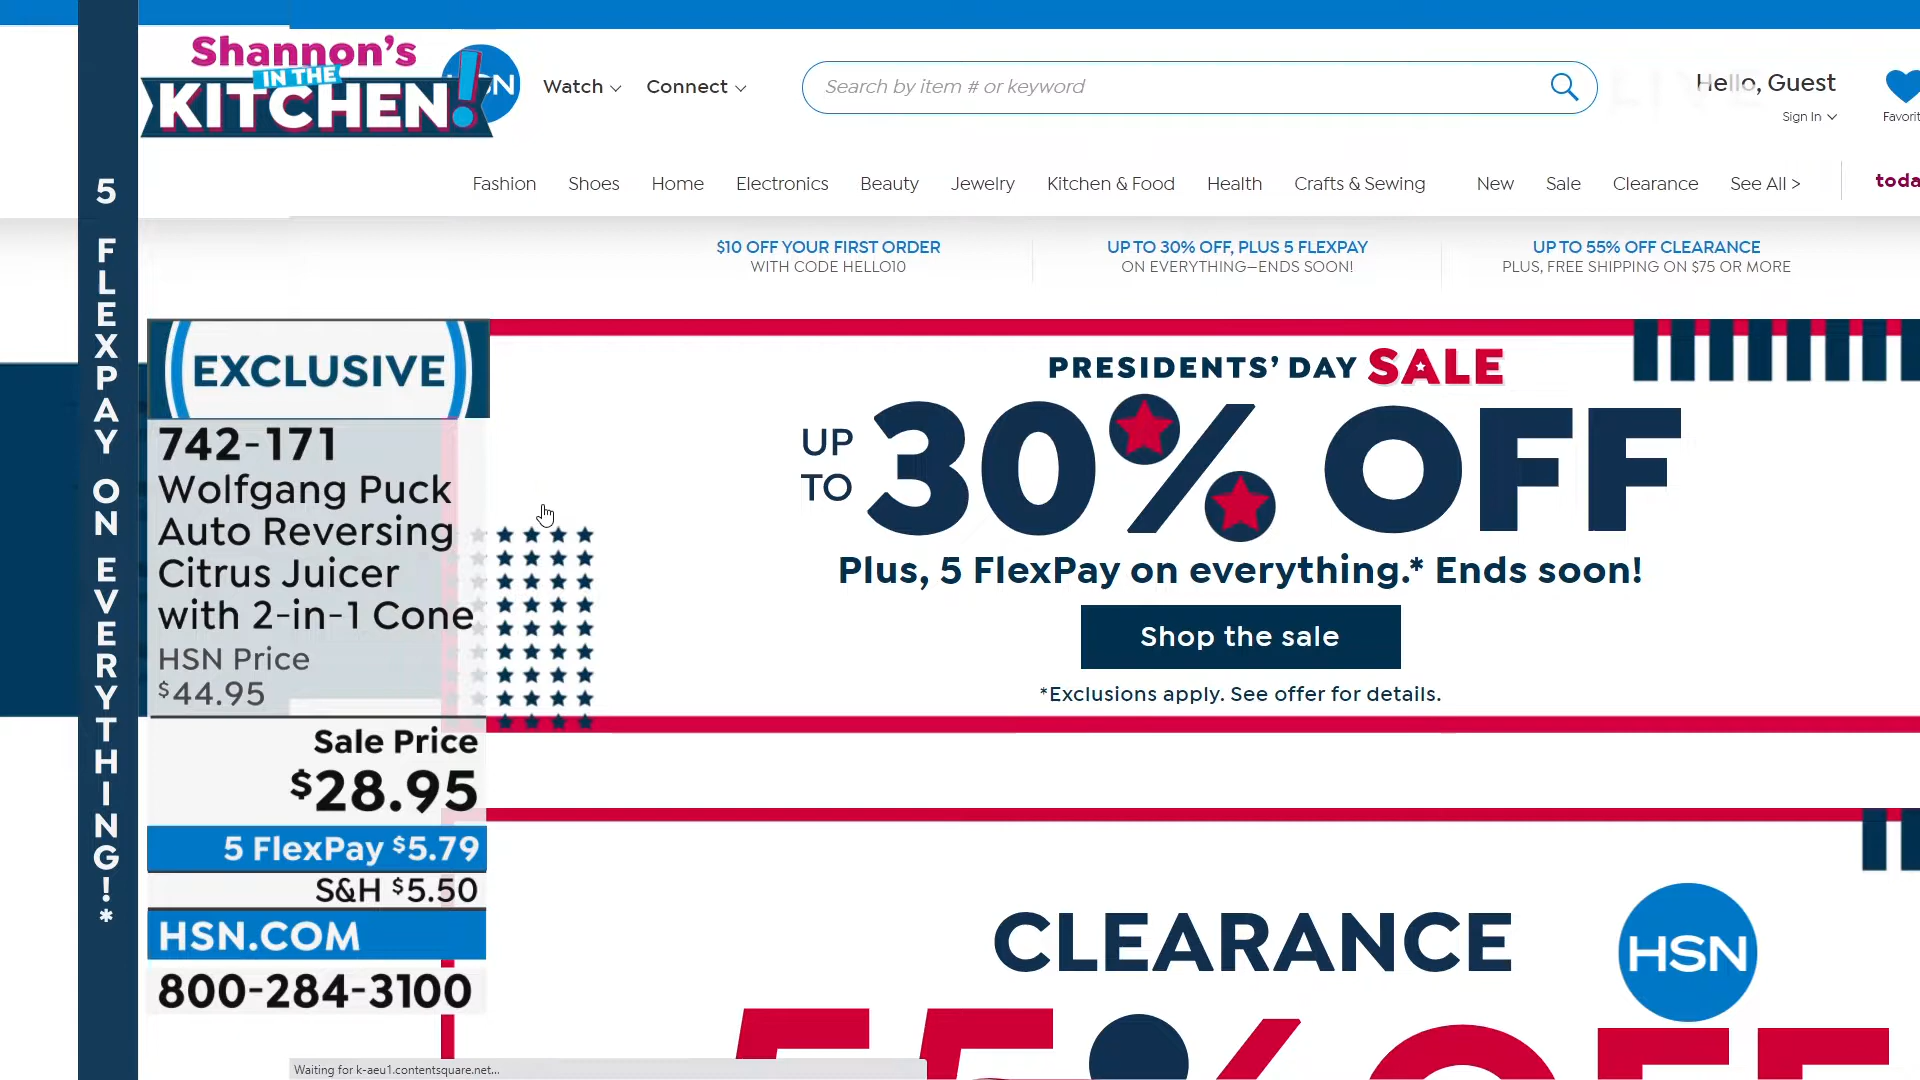 Shannon's
IN THE
KITCHEN!
Watch
Connect
Search by item # or keyword
Hello, Guest
Sign In
Fashion
Shoes
Home
Electronics
Beauty
Jewelry
Kitchen & Food
Health
Crafts & Sewing
New
Sale
Clearance
See All >
$10 OFF YOUR FIRST ORDER
WITH CODE HELLO10
UP TO 30% OFF, PLUS 5 FLEXPAY
ON EVERYTHING—ENDS SOON!
UP TO 55% OFF CLEARANCE
PLUS, FREE SHIPPING ON $75 OR MORE
5 FLEXPAY ON EVERYTHING!*
EXCLUSIVE
742-171
Wolfgang Puck
Auto Reversing
Citrus Juicer
with 2-in-1 Cone
HSN Price
$44.95
Sale Price
$28.95
5 FlexPay $5.79
S&H $5.50
HSN.COM
800-284-3100
PRESIDENTS' DAY SALE
UP TO 30% OFF
Plus, 5 FlexPay on everything.* Ends soon!
Shop the sale
*Exclusions apply. See offer for details.
CLEARANCE
HSN
55% OFF
Waiting for k-aeu1.contentsquare.net...